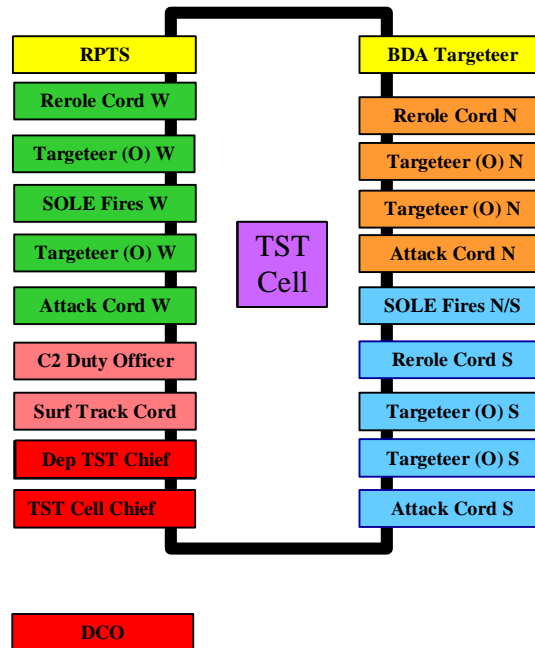 RPTS
Rerole Cord W
Targeteer (O) W
SOLE Fires W
Targeteer (O) W
Attack Cord W
C2 Duty Officer
Surf Track Cord
Dep TST Chief
TST Cell Chief
TST
Cell
BDA Targeteer
Rerole Cord N
Targeteer (O) N
Targeteer (O) N
Attack Cord N
SOLE Fires N/S
Rerole Cord S
Targeteer (O) S
Targeteer (O) S
Attack Cord S
DCO